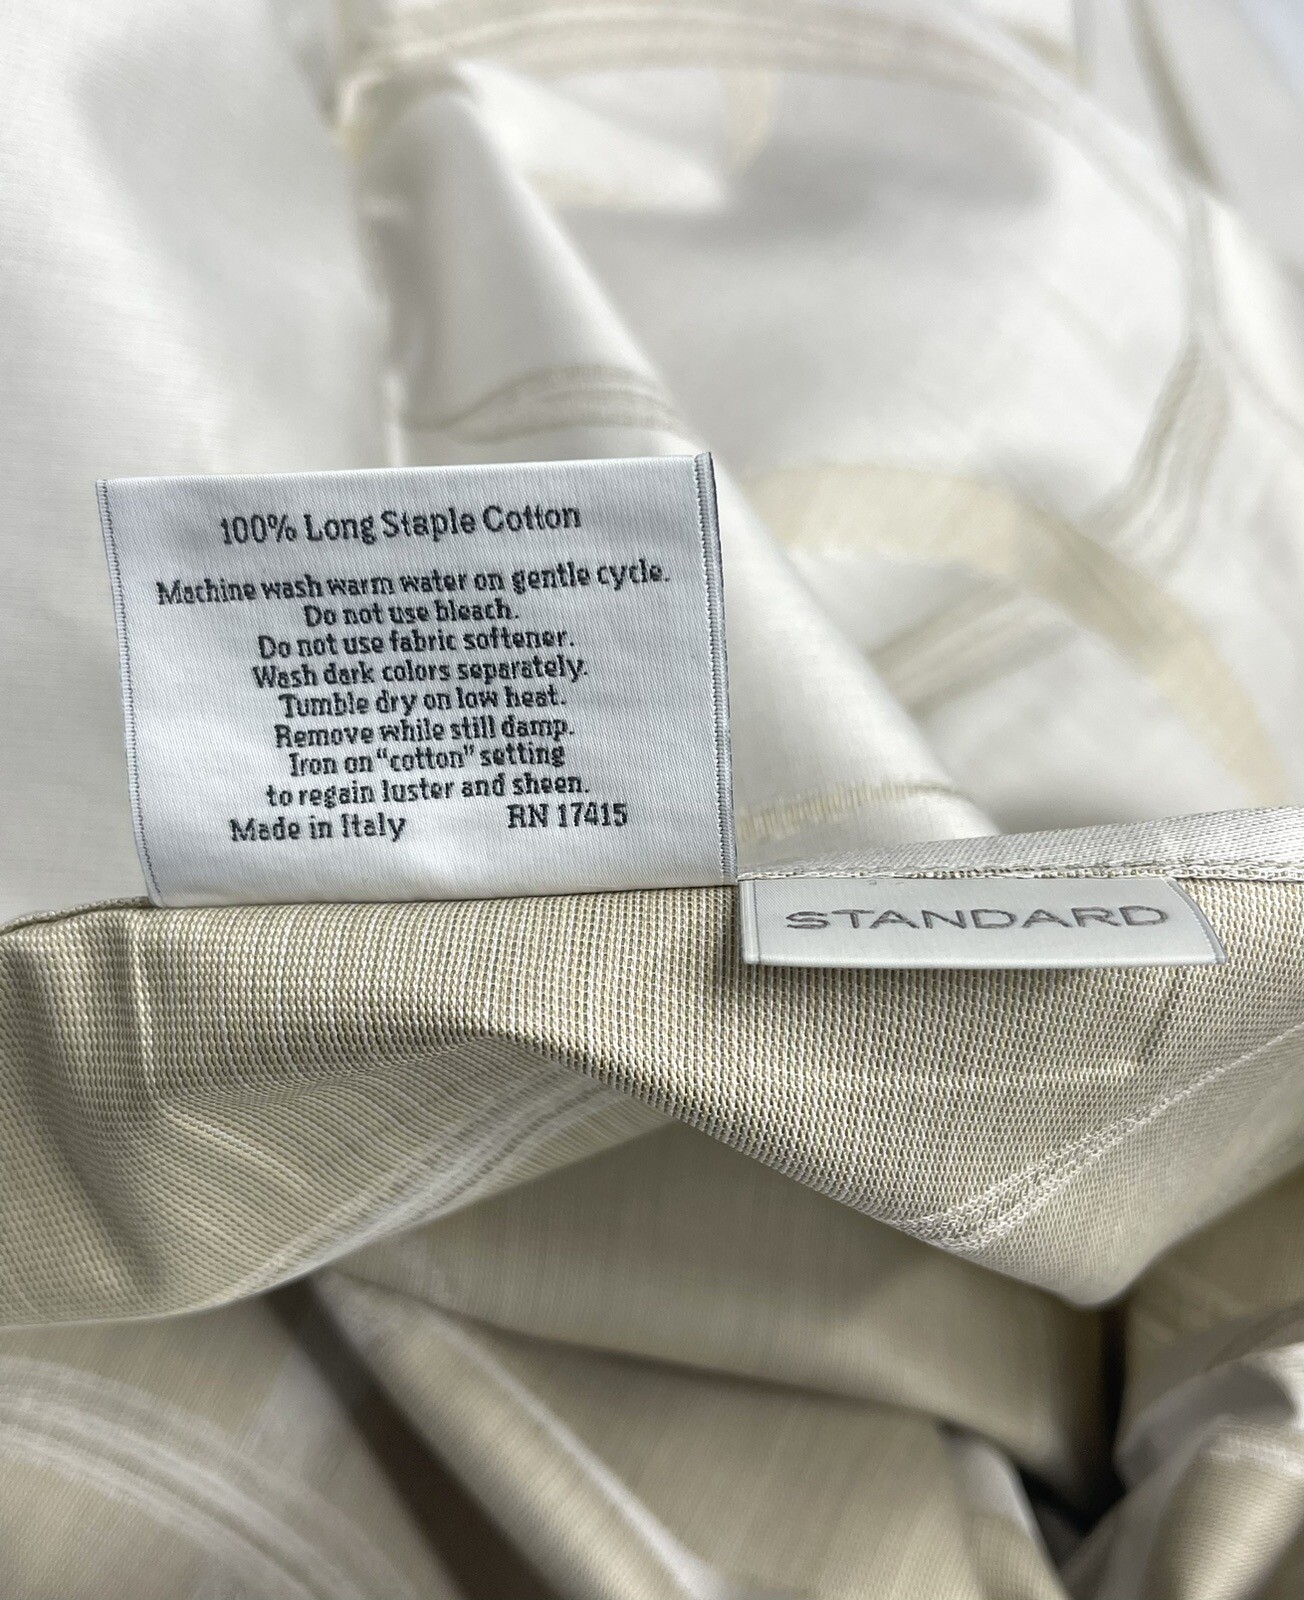 100% Long Staple Cotton
Machine wash warm water on gentle cycle.
Do not use bleach.
Do not use fabric softener.
Wash dark colors separately.
Tumble dry on low heat.
Remove while still damp.
Iron on "cotton" setting
to regain luster and sheen.
Made in Italy RN 17415
STANDARD